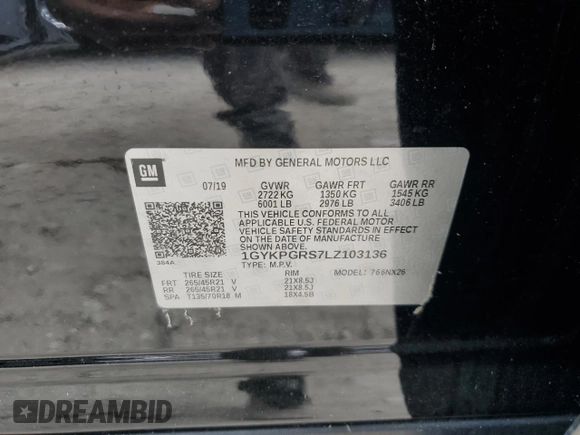 GM
MFD BY GENERAL MOTORS LLC
07/19 GVWR GAWR FRT GAWR RR
2722 KG 1350 KG 1545 KG
6001 LB 2976 LB 3406 LB
THIS VEHICLE CONFORMS TO ALL
APPLICABLE U.S. FEDERAL MOTOR
VEHICLE SAFETY STANDARDS IN EFFECT
ON THE DATE OF MANUFACTURE
SHOWN ABOVE.
384A
1GYKPGRS7LZ103136
TYPE: M.P.V. MODEL: 766NX26
TIRE SIZE RIM
FRT 265/45R21 V 21X8.5J
RR 265/45R21 V 21X8.5J
SPA T135/70R18 M 18X4.5B
DREAMBID